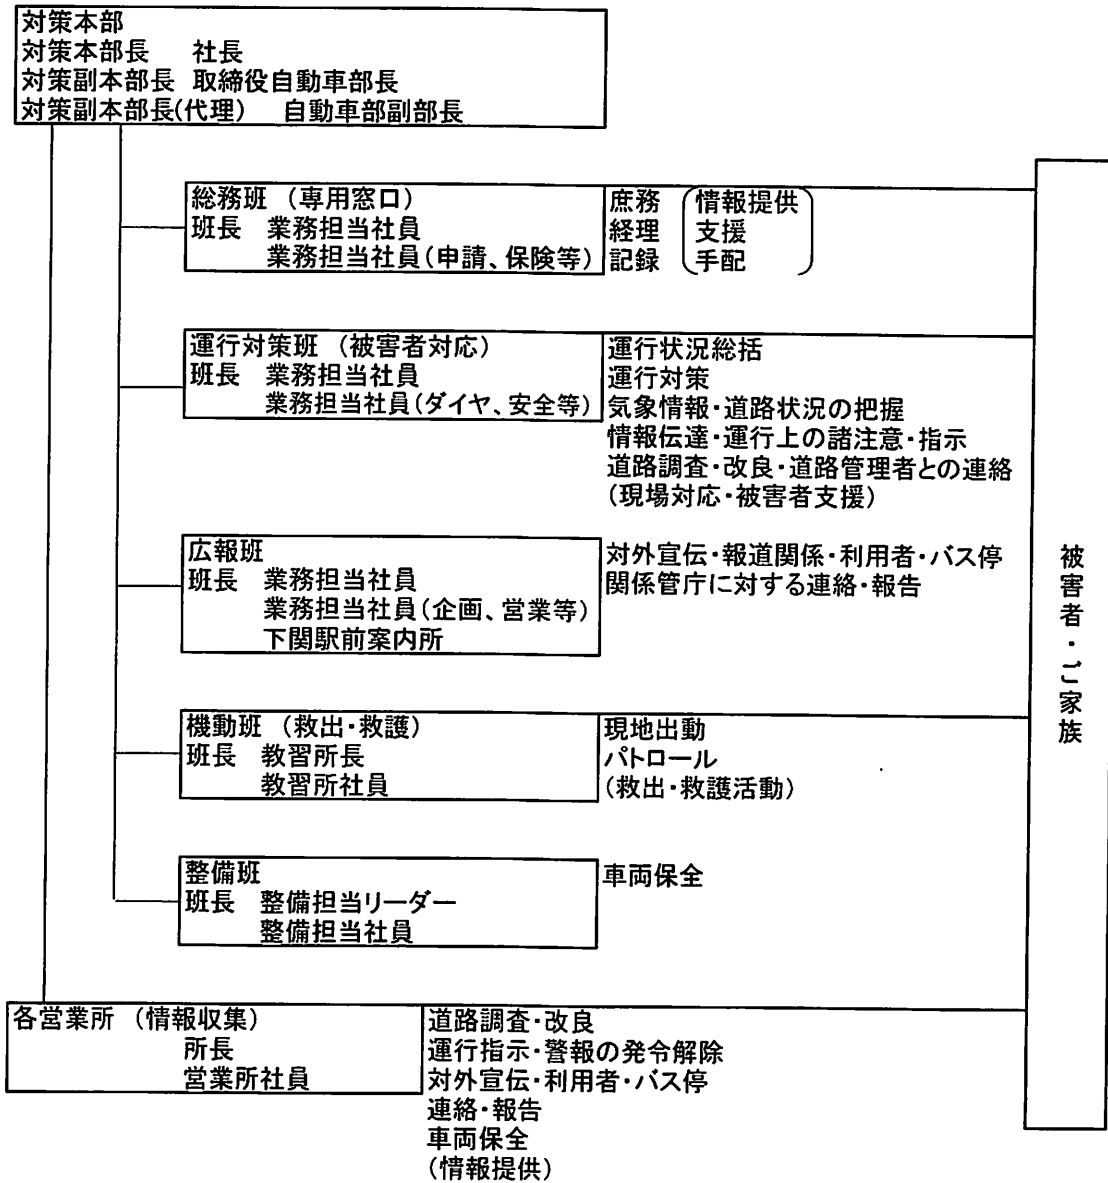 対策本部
対策本部長　社長
対策副本部長 取締役自動車部長
対策副本部長(代理)　自動車部副部長
総務班 (専用窓口)
班長　業務担当社員
業務担当社員(申請、保険等)
庶務 (情報提供
経理 支援
記録 手配)
運行対策班 (被害者対応)
班長　業務担当社員
業務担当社員(ダイヤ、安全等)
運行状況総括
運行対策
気象情報・道路状況の把握
情報伝達・運行上の諸注意・指示
道路調査・改良・道路管理者との連絡
(現場対応・被害者支援)
広報班
班長　業務担当社員
業務担当社員(企画、営業等)
下関駅前案内所
対外宣伝・報道関係・利用者・バス停
関係管庁に対する連絡・報告
機動班 (救出・救護)
班長　教習所長
教習所社員
現地出動
パトロール
(救出・救護活動)
整備班
班長　整備担当リーダー
整備担当社員
車両保全
各営業所 (情報収集)
所長
営業所社員
道路調査・改良
運行指示・警報の発令解除
対外宣伝・利用者・バス停
連絡・報告
車両保全
(情報提供)
被害者・ご家族